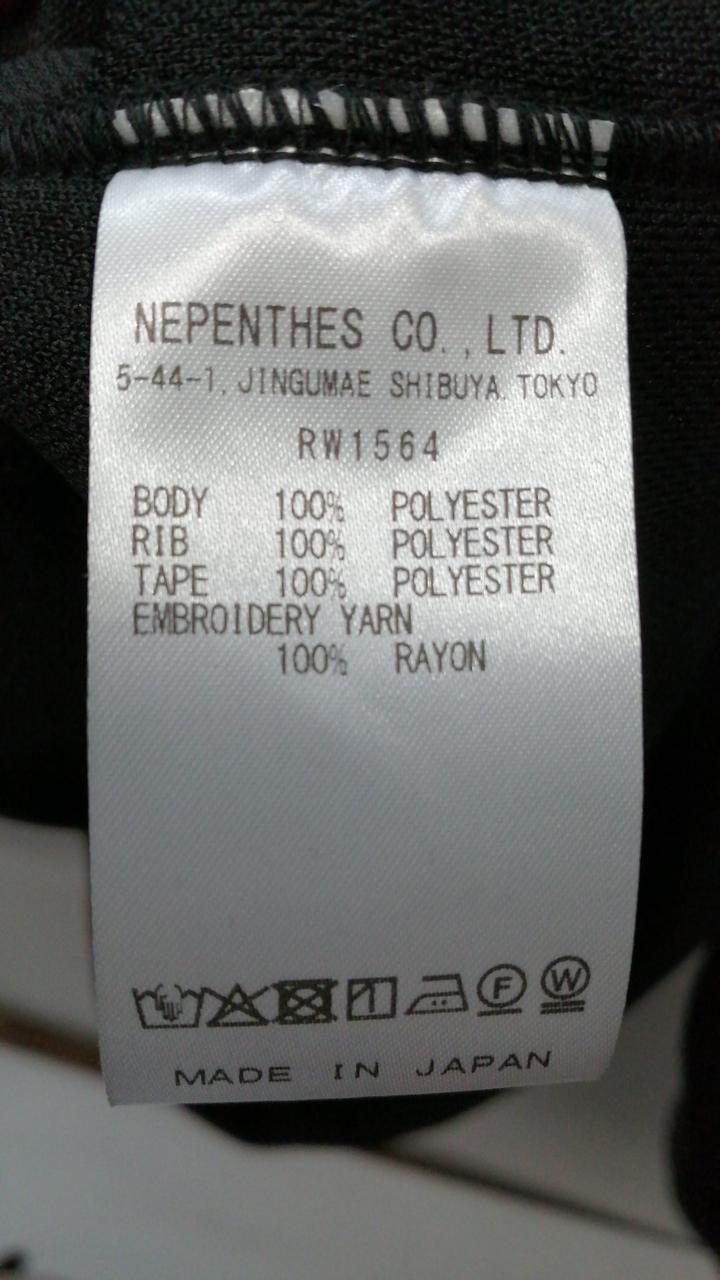 NEPENTHES CO., LTD.
5-44-1, JINGUMAE SHIBUYA, TOKYO
RW1564
BODY 100% POLYESTER
RIB 100% POLYESTER
TAPE 100% POLYESTER
EMBROIDERY YARN
100% RAYON
F W
MADE IN JAPAN